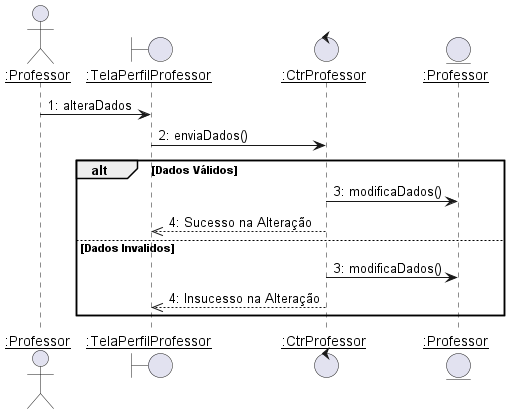 :Professor :TelaPerfilProfessor :CtrProfessor :Professor
1: alteraDados
2: enviaDados()
alt [Dados Válidos]
3: modificaDados()
4: Sucesso na Alteração
[Dados Invalidos]
3: modificaDados()
4: Insucesso na Alteração
:Professor :TelaPerfilProfessor :CtrProfessor :Professor